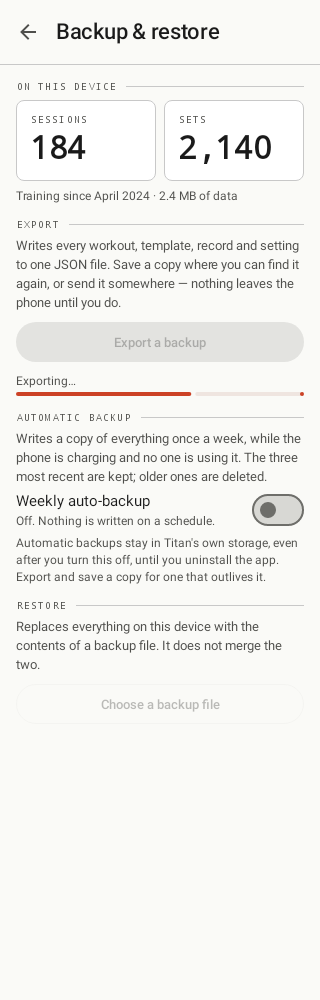 Backup & restore
ON THIS DEVICE
SESSIONS
184
SETS
2,140
Training since April 2024 · 2.4 MB of data
EXPORT
Writes every workout, template, record and setting
to one JSON file. Save a copy where you can find it
again, or send it somewhere — nothing leaves the
phone until you do.
Export a backup
Exporting…
AUTOMATIC BACKUP
Writes a copy of everything once a week, while the
phone is charging and no one is using it. The three
most recent are kept; older ones are deleted.
Weekly auto-backup
Off. Nothing is written on a schedule.
Automatic backups stay in Titan's own storage, even
after you turn this off, until you uninstall the app.
Export and save a copy for one that outlives it.
RESTORE
Replaces everything on this device with the
contents of a backup file. It does not merge the
two.
Choose a backup file